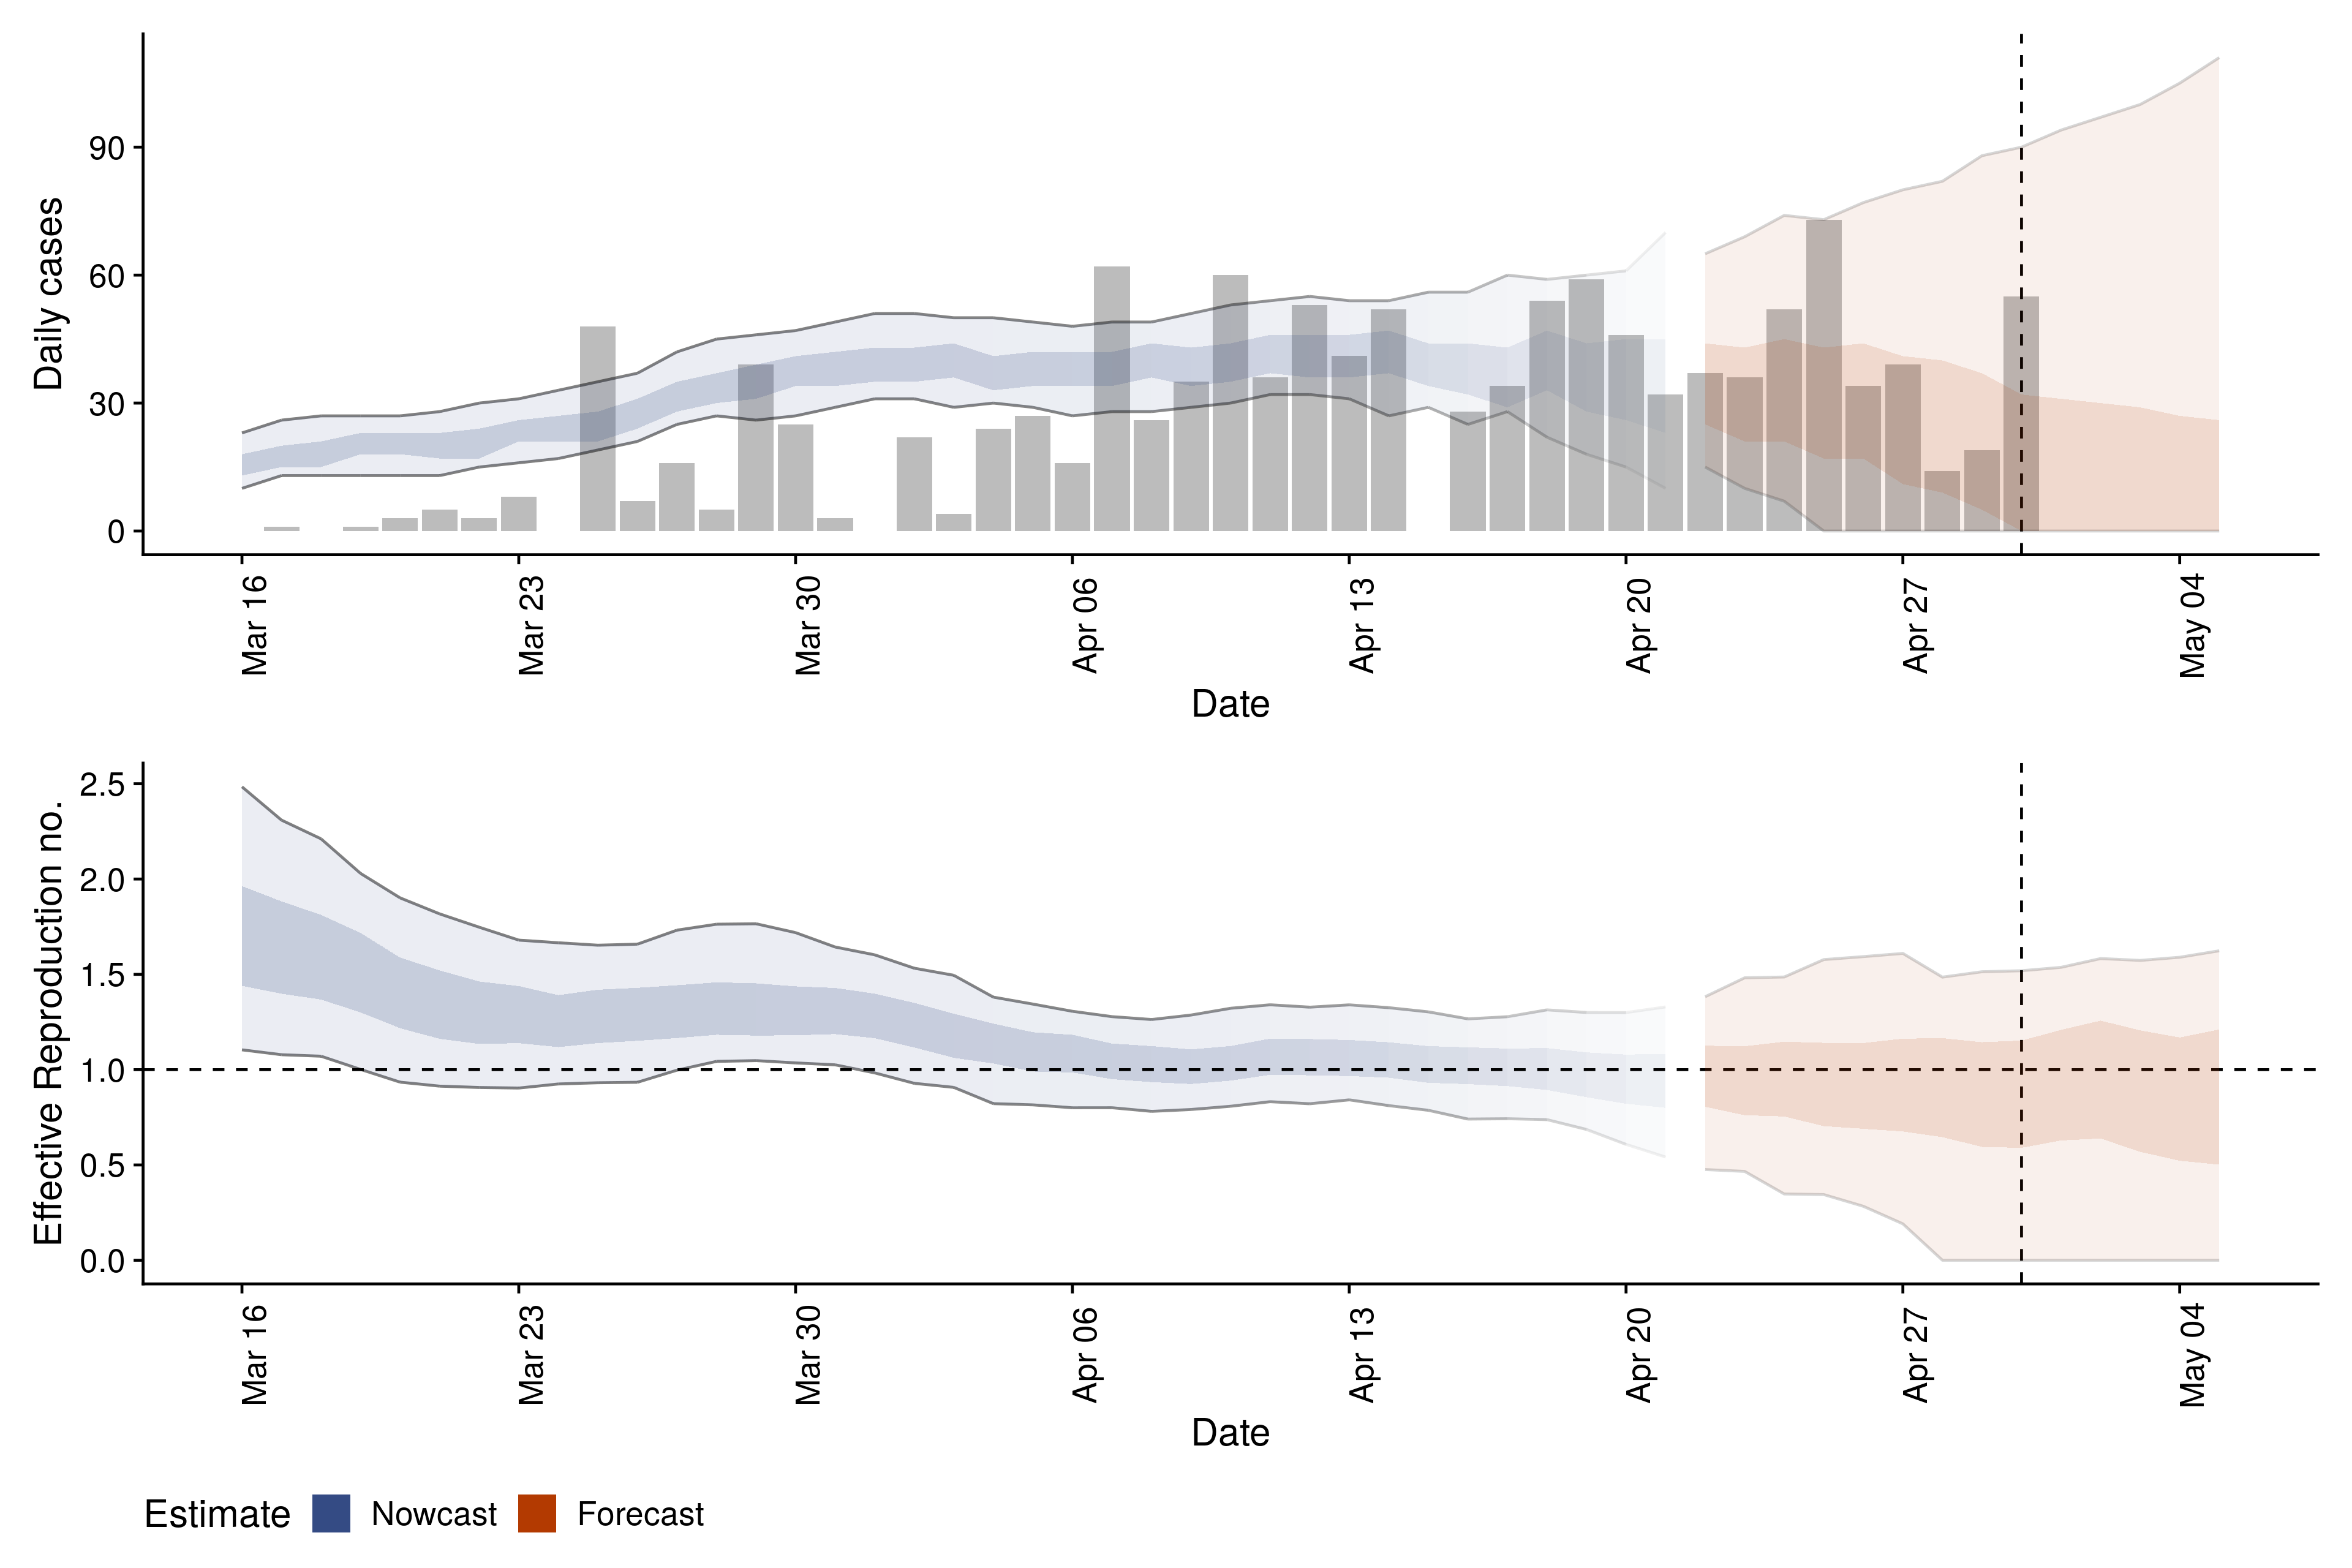 Daily cases
90
60
30
0
Mar 16
Mar 23
Mar 30
Apr 06
Apr 13
Apr 20
Apr 27
May 04
Date
Effective Reproduction no.
2.5
2.0
1.5
1.0
0.5
0.0
Mar 16
Mar 23
Mar 30
Apr 06
Apr 13
Apr 20
Apr 27
May 04
Date
Estimate Nowcast Forecast